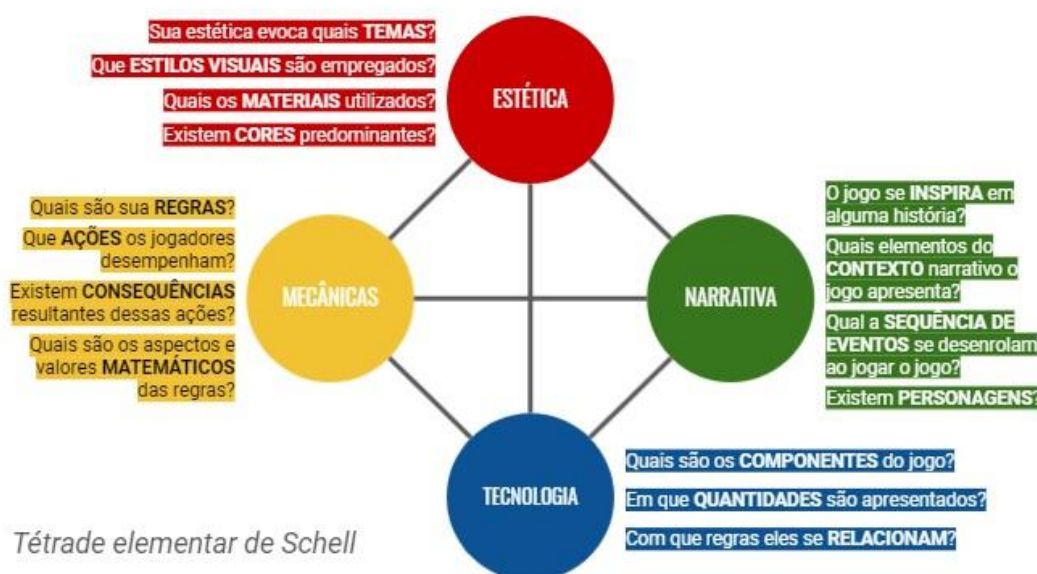 Sua estética evoca quais TEMAS?
Que ESTILOS VISUAIS são empregados?
Quais os MATERIAIS utilizados?
Existem CORES predominantes?
ESTÉTICA
Quais são sua REGRAS?
Que AÇÕES os jogadores
desempenham?
Existem CONSEQUÊNCIAS
resultantes dessas ações?
Quais são os aspectos e
valores MATEMÁTICOS
das regras?
MECÂNICAS
NARRATIVA
O jogo se INSPIRA em
alguma história?
Quais elementos do
CONTEXTO narrativo o
jogo apresenta?
Qual a SEQUÊNCIA DE
EVENTOS se desenrolam
ao jogar o jogo?
Existem PERSONAGENS?
TECNOLOGIA
Quais são os COMPONENTES do jogo?
Em que QUANTIDADES são apresentados?
Com que regras eles se RELACIONAM?
Tétrade elementar de Schell